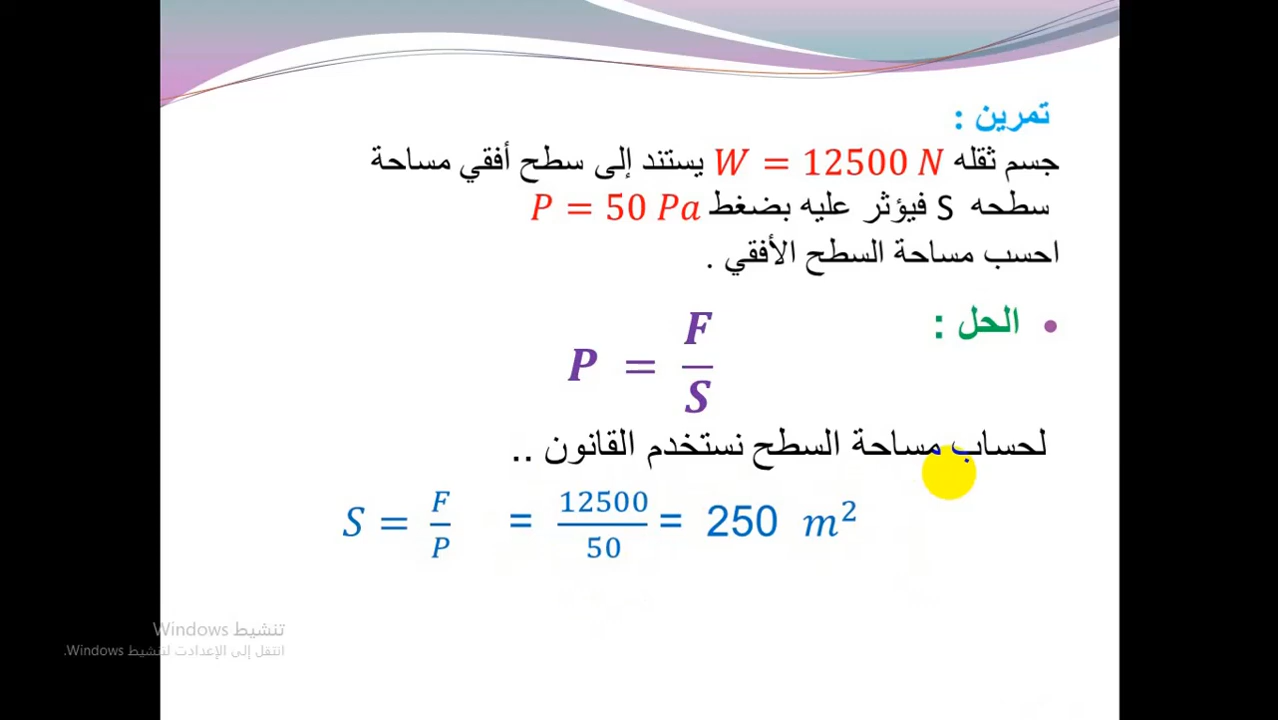 تمرين :
جسم ثقله W = 12500 N يستند إلى سطح أفقي مساحة
سطحه S فيؤثر عليه بضغط P = 50 Pa
احسب مساحة السطح الأفقي .
• الحل :
P = F/S
لحساب مساحة السطح نستخدم القانون ..
S = F/P = 12500/50 = 250 m²
تنشيط Windows
انتقل إلى الإعدادت لتنشيط Windows.